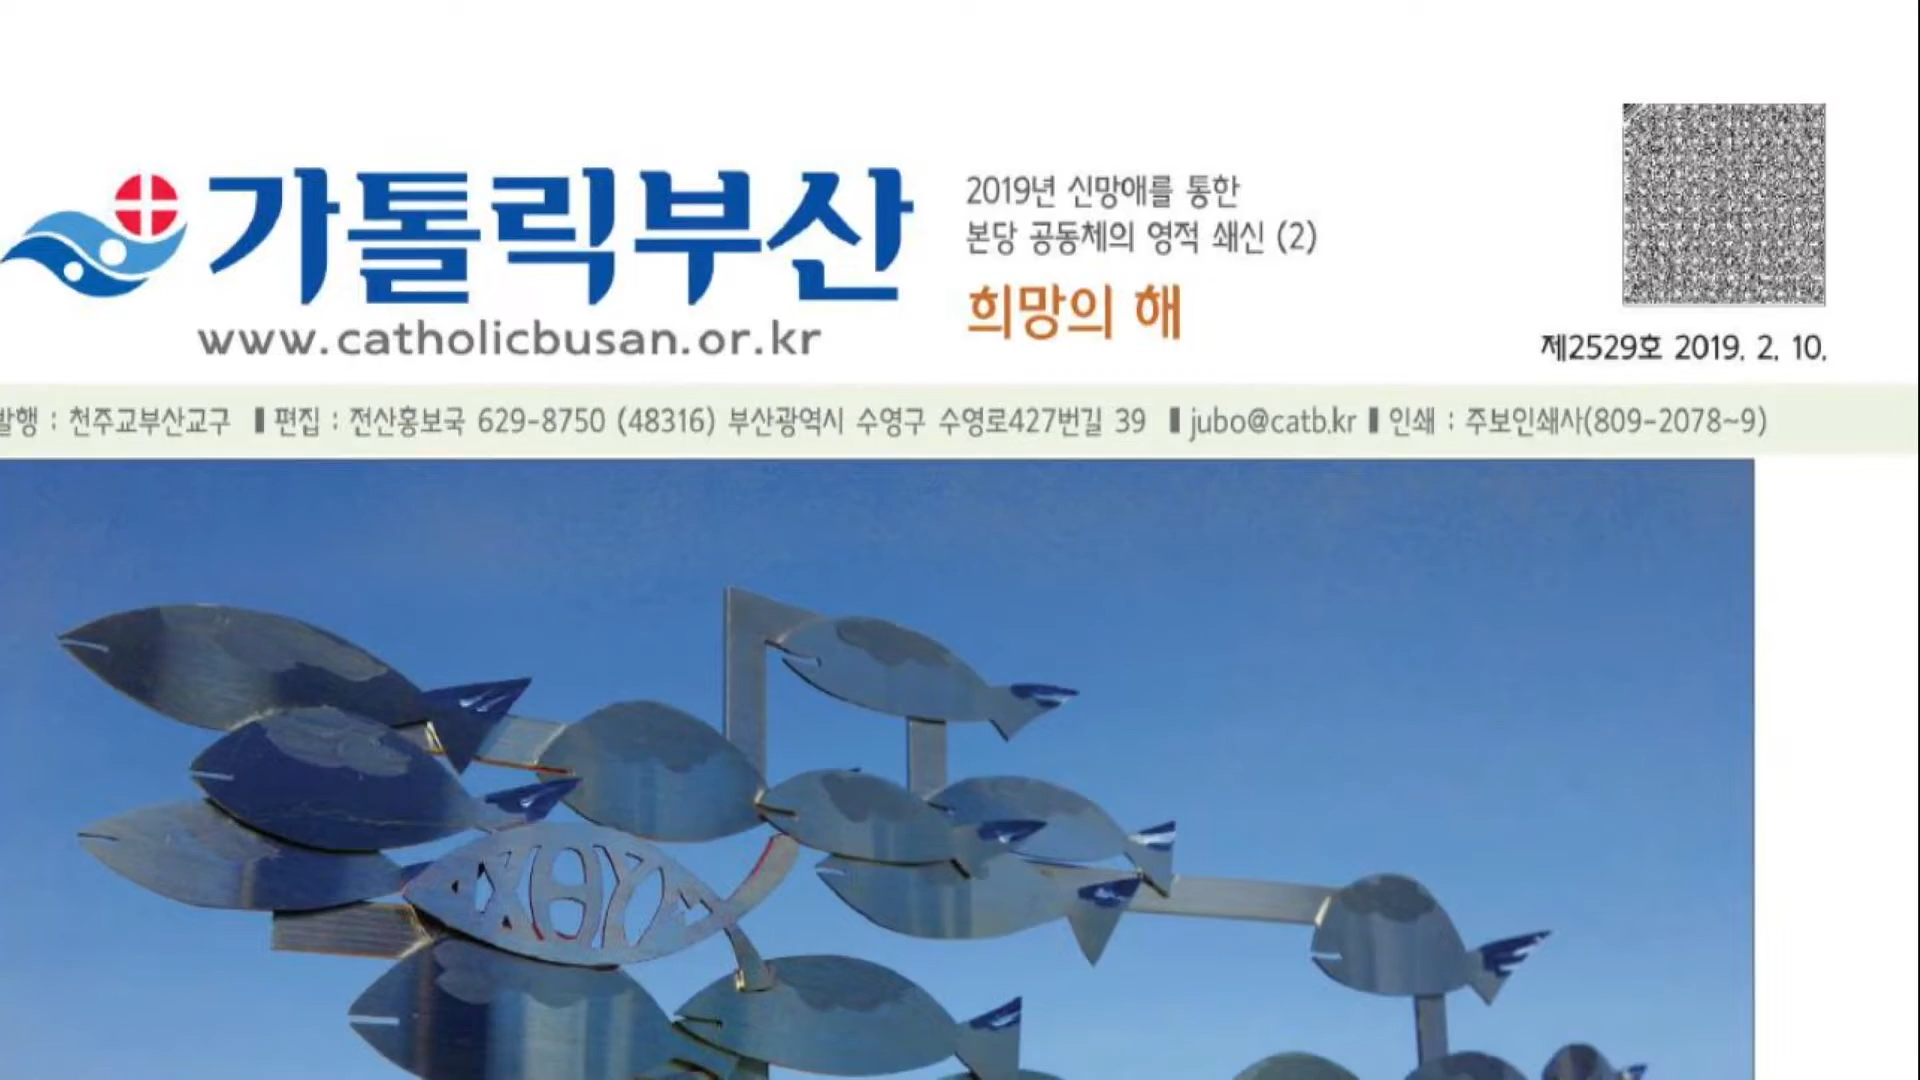 가톨릭부산
www.catholicbusan.or.kr
2019년 신망애를 통한
본당 공동체의 영적 쇄신 (2)
희망의 해
제2529호 2019. 2. 10.
발행 : 천주교부산교구 ▮ 편집 : 전산홍보국 629-8750 (48316) 부산광역시 수영구 수영로427번길 39 ▮ jubo@catb.kr ▮ 인쇄 : 주보인쇄사(809-2078~9)
ΙΧΘΥΣ